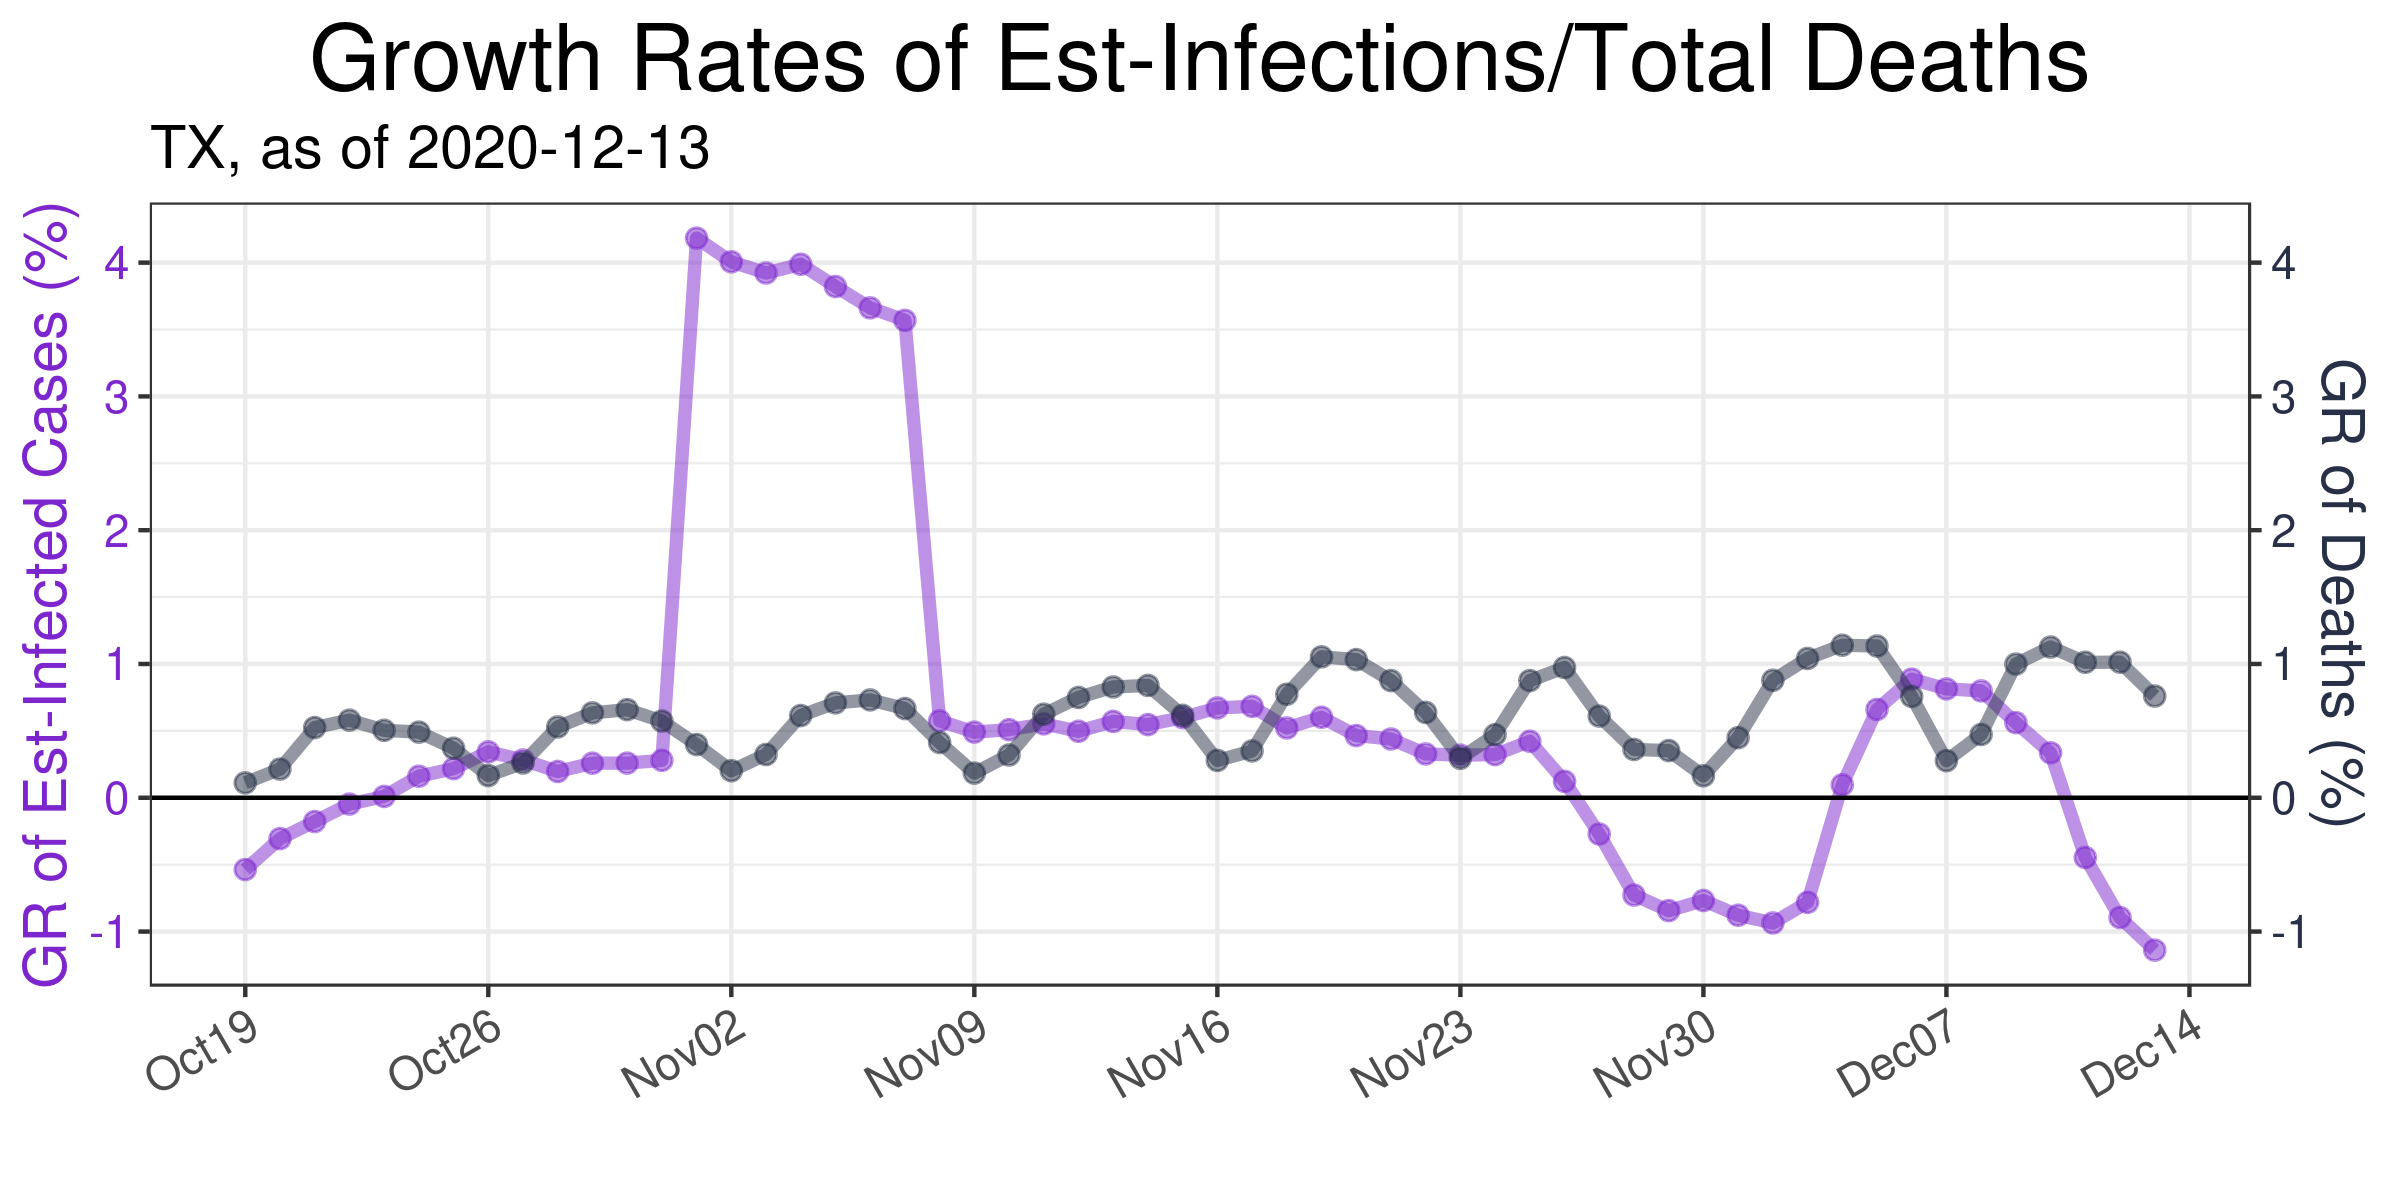 Growth Rates of Est-Infections/Total Deaths
TX, as of 2020-12-13
GR of Est-Infected Cases (%)
4
3
2
1
0
-1
4
3
2
1
0
-1
GR of Deaths (%)
Oct19
Oct26
Nov02
Nov09
Nov16
Nov23
Nov30
Dec07
Dec14